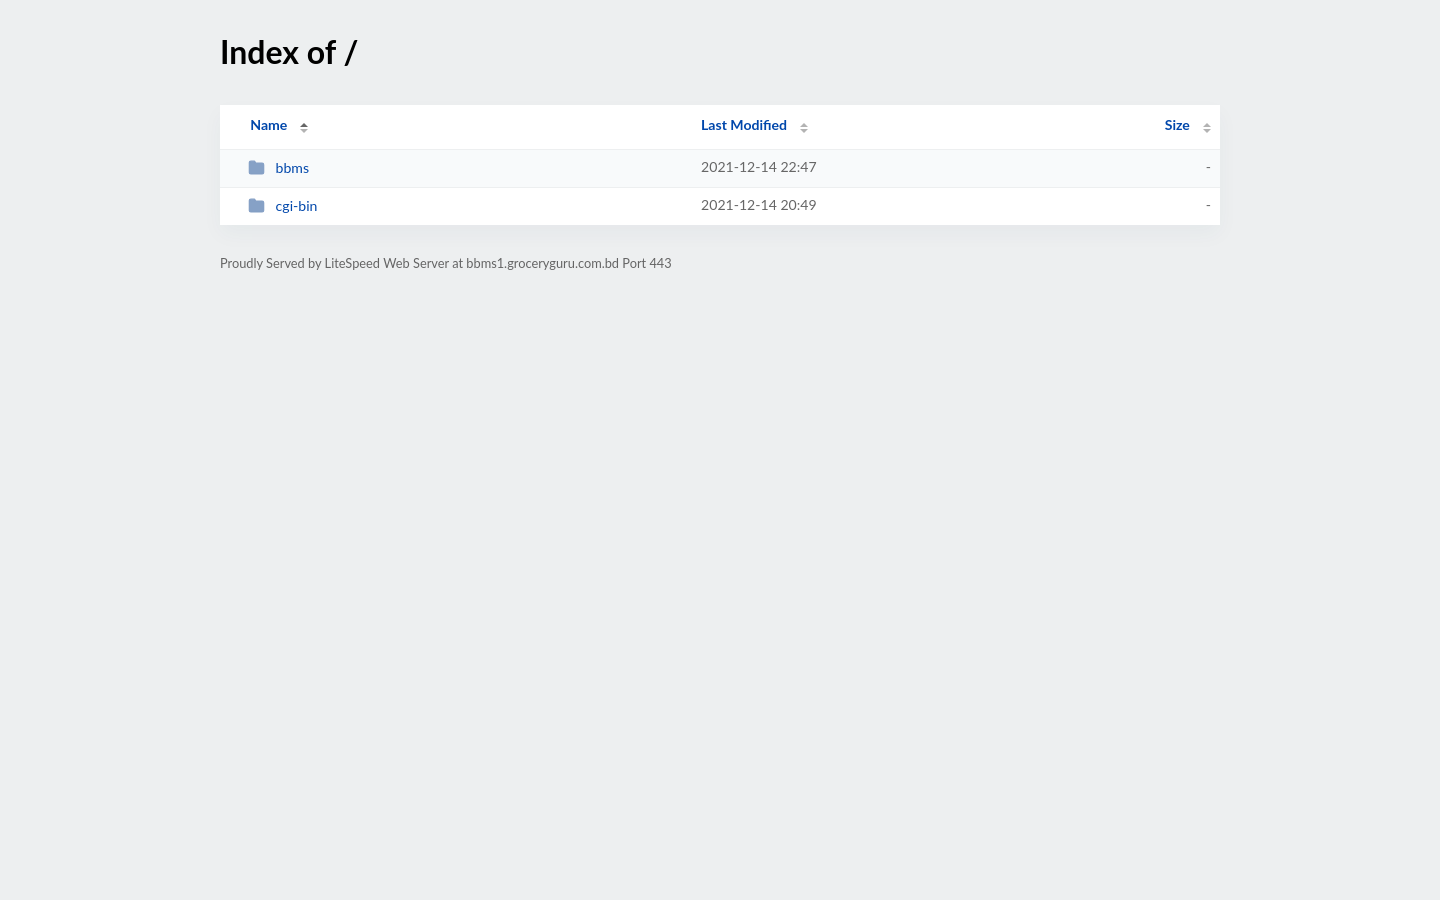 Index of /
Name Last Modified Size
bbms 2021-12-14 22:47 -
cgi-bin 2021-12-14 20:49 -
Proudly Served by LiteSpeed Web Server at bbms1.groceryguru.com.bd Port 443